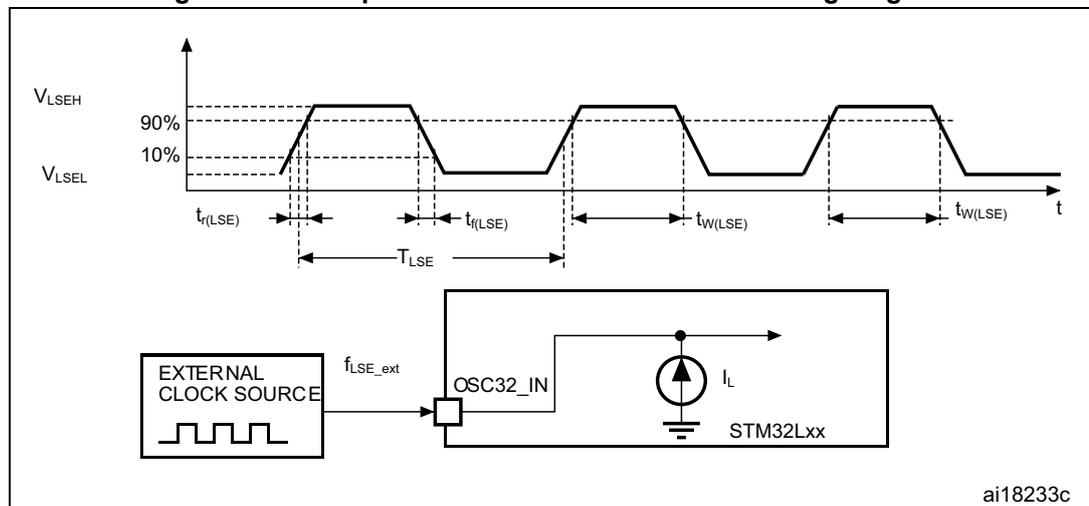 V_LSEH
90%
10%
V_LSEL
t_r(LSE)
t_f(LSE)
t_W(LSE)
t_W(LSE)
t
T_LSE
EXTERNAL
CLOCK SOURCE
f_LSE_ext
OSC32_IN
I_L
STM32Lxx
ai18233c